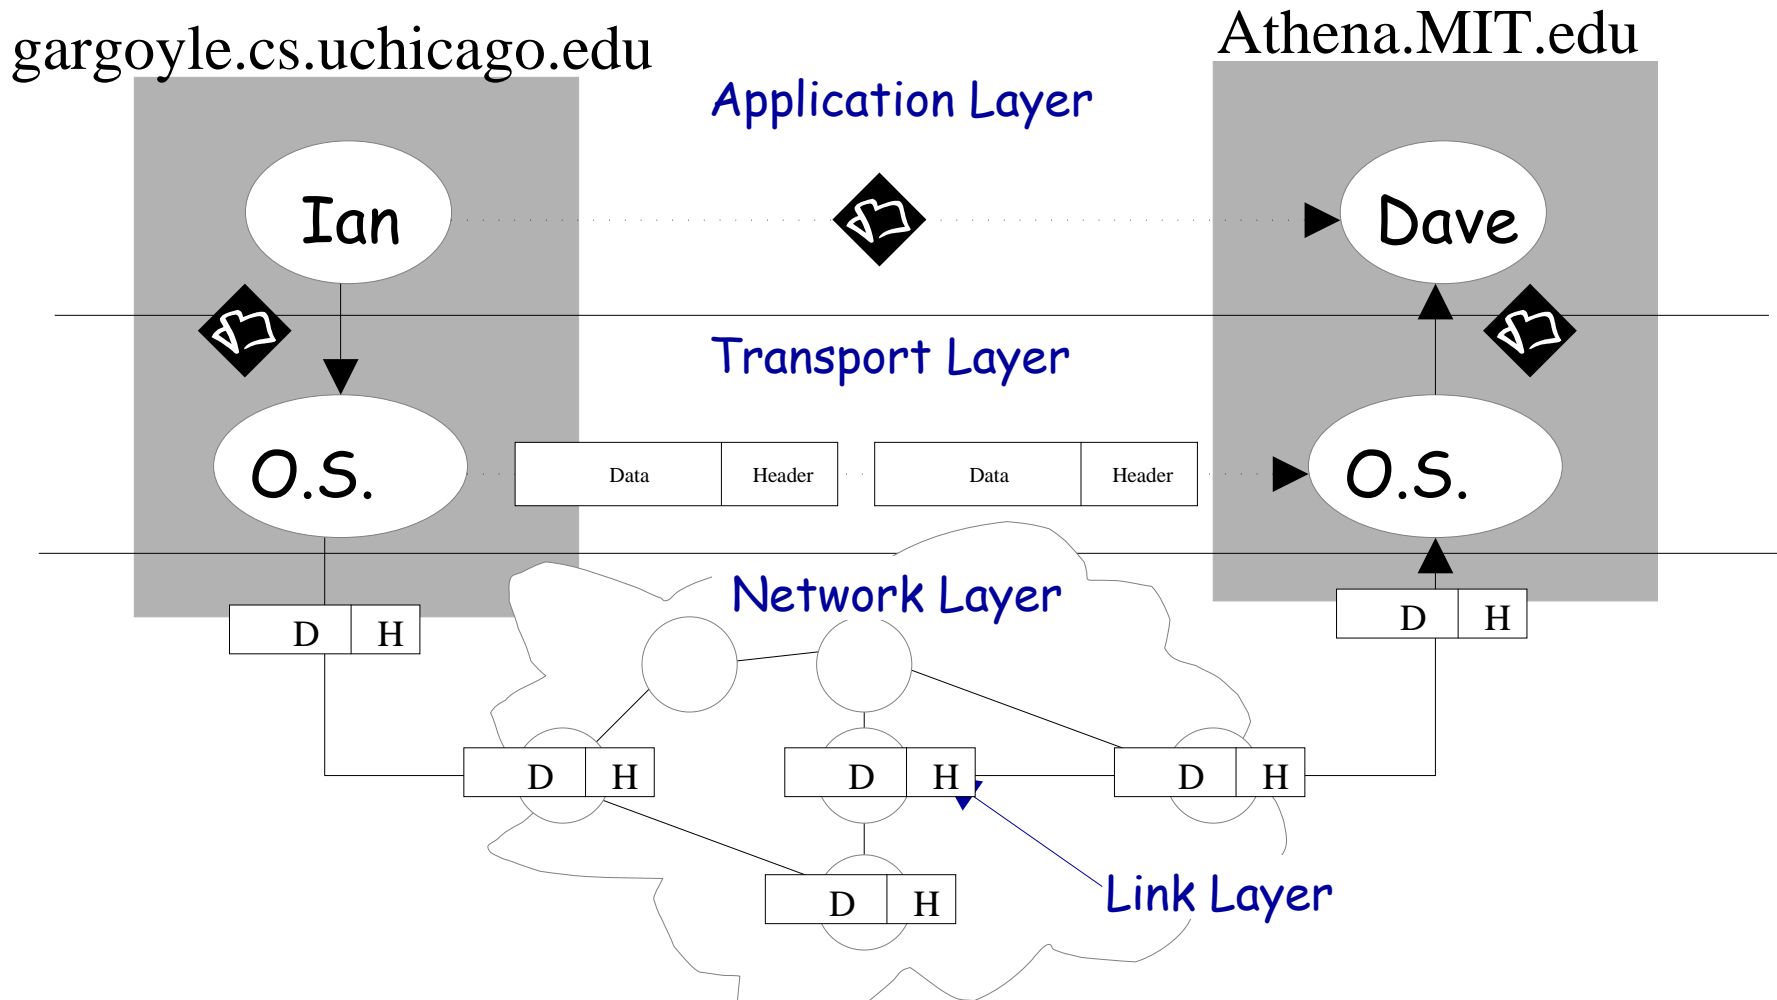 gargoyle.cs.uchicago.edu
Athena.MIT.edu
Application Layer
Ian
Dave
Transport Layer
O.S.
Data Header
Data Header
O.S.
Network Layer
D H
D H
D H
D H
D H
D H
Link Layer